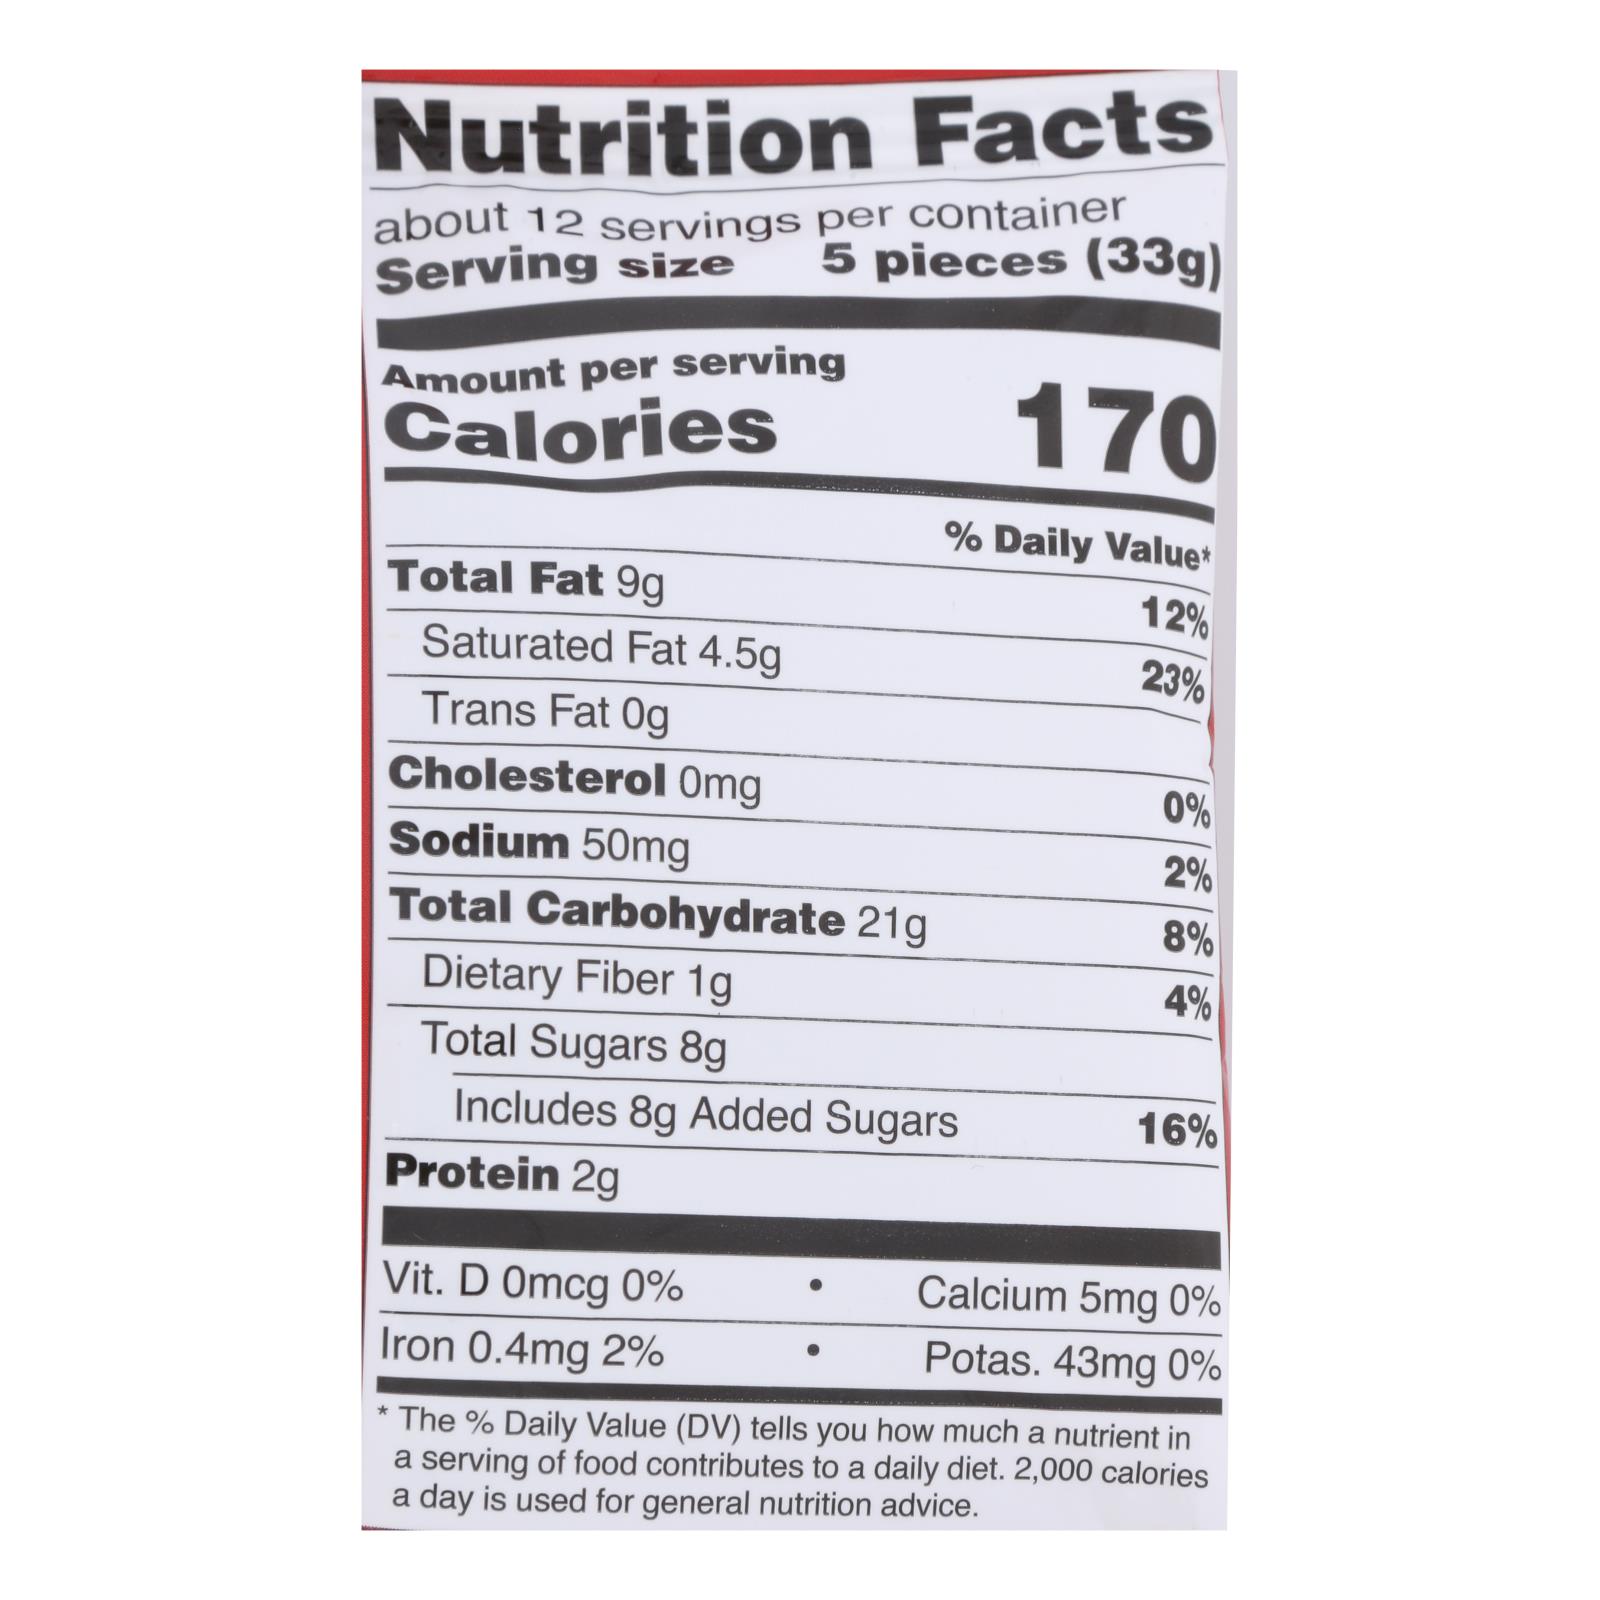 Nutrition Facts
about 12 servings per container
Serving size 5 pieces (33g)
Amount per serving
Calories 170
% Daily Value*
Total Fat 9g 12%
Saturated Fat 4.5g 23%
Trans Fat 0g
Cholesterol 0mg 0%
Sodium 50mg 2%
Total Carbohydrate 21g 8%
Dietary Fiber 1g 4%
Total Sugars 8g
Includes 8g Added Sugars 16%
Protein 2g
Vit. D 0mcg 0% • Calcium 5mg 0%
Iron 0.4mg 2% • Potas. 43mg 0%
* The % Daily Value (DV) tells you how much a nutrient in
a serving of food contributes to a daily diet. 2,000 calories
a day is used for general nutrition advice.